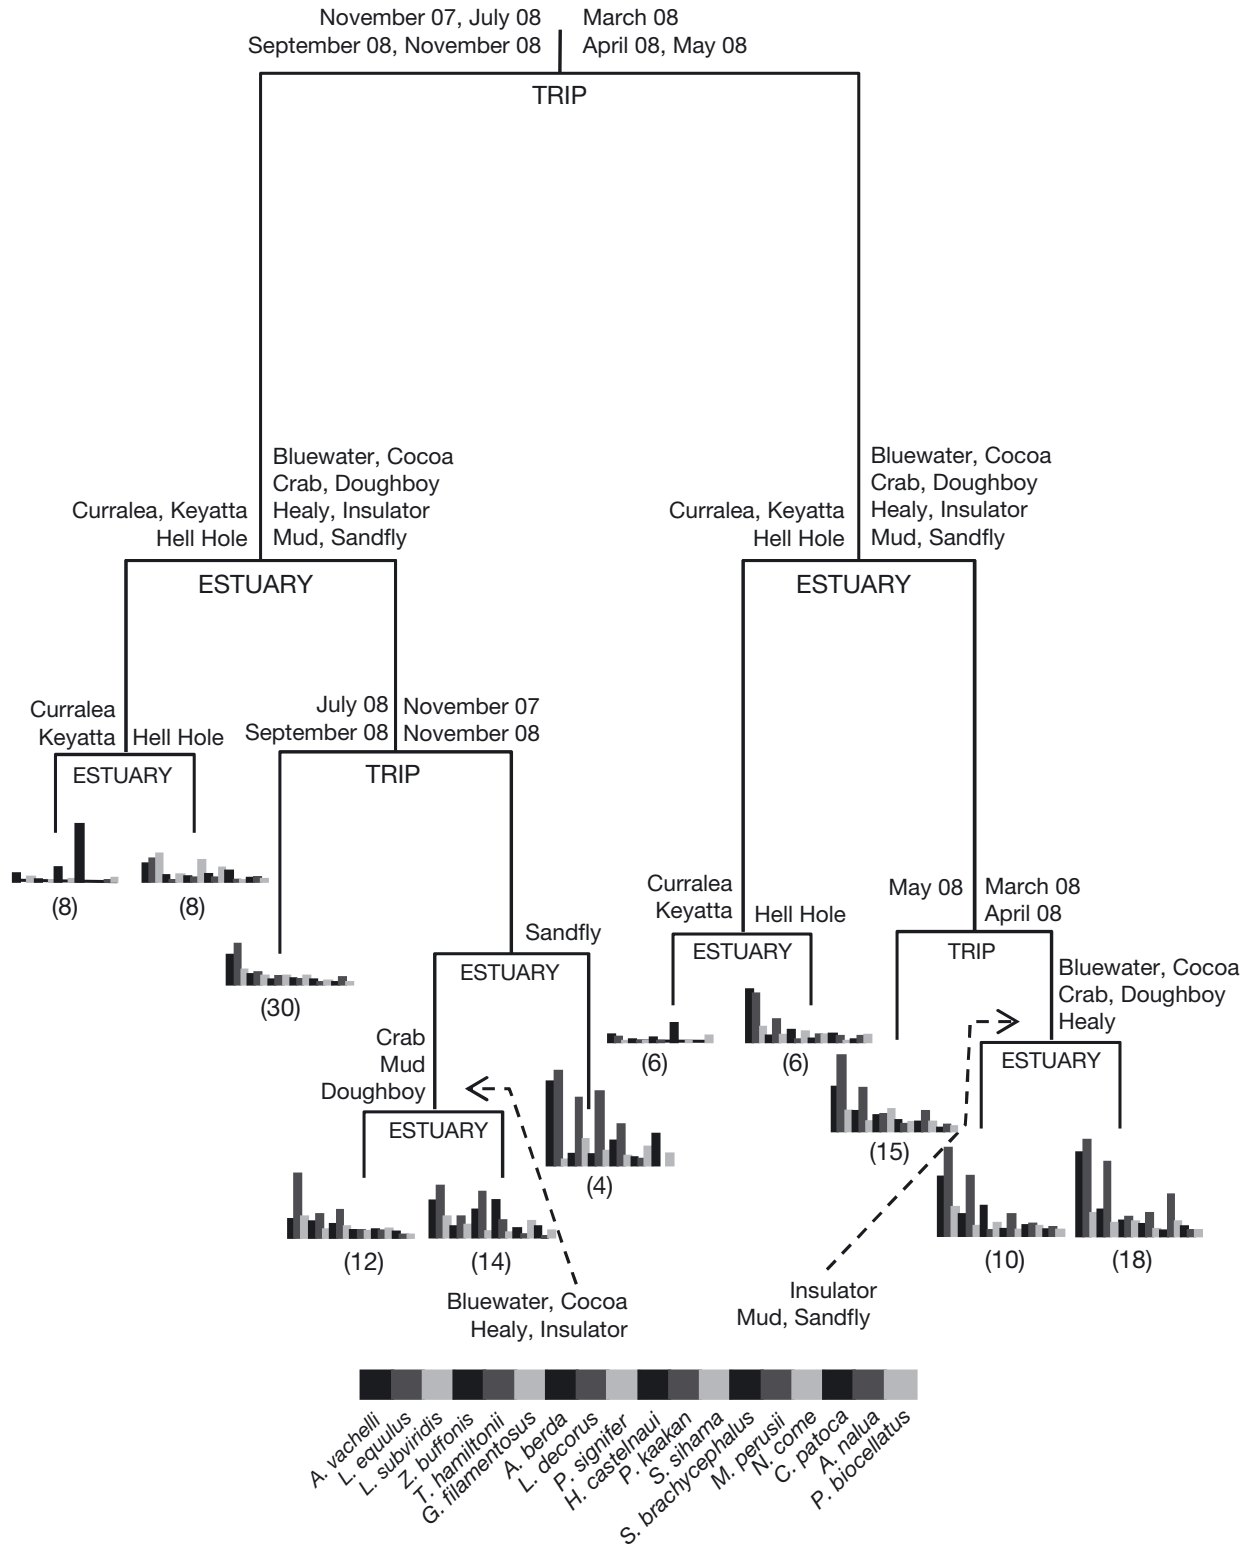 November 07, July 08
September 08, November 08
March 08
April 08, May 08
TRIP
Curralea, Keyatta
Hell Hole
Bluewater, Cocoa
Crab, Doughboy
Healy, Insulator
Mud, Sandfly
ESTUARY
Curralea, Keyatta
Hell Hole
Bluewater, Cocoa
Crab, Doughboy
Healy, Insulator
Mud, Sandfly
ESTUARY
Curralea
Keyatta
Hell Hole
ESTUARY
(8)
(8)
July 08
September 08
November 07
November 08
TRIP
(30)
Sandfly
ESTUARY
Crab
Mud
Doughboy
ESTUARY
(12)
(14)
(4)
Bluewater, Cocoa
Healy, Insulator
Curralea
Keyatta
Hell Hole
ESTUARY
(6)
(6)
May 08
March 08
April 08
TRIP
(15)
Bluewater, Cocoa
Crab, Doughboy
Healy
ESTUARY
(10)
(18)
Insulator
Mud, Sandfly
A. vachelli
L. equulus
L. subviridis
Z. buffonis
T. hamiltonii
G. filamentosus
A. berda
L. decorus
P. signifer
H. castelnaui
P. kaakan
S. sihama
S. brachycephalus
M. perusii
N. come
C. patoca
A. nalua
P. biocellatus